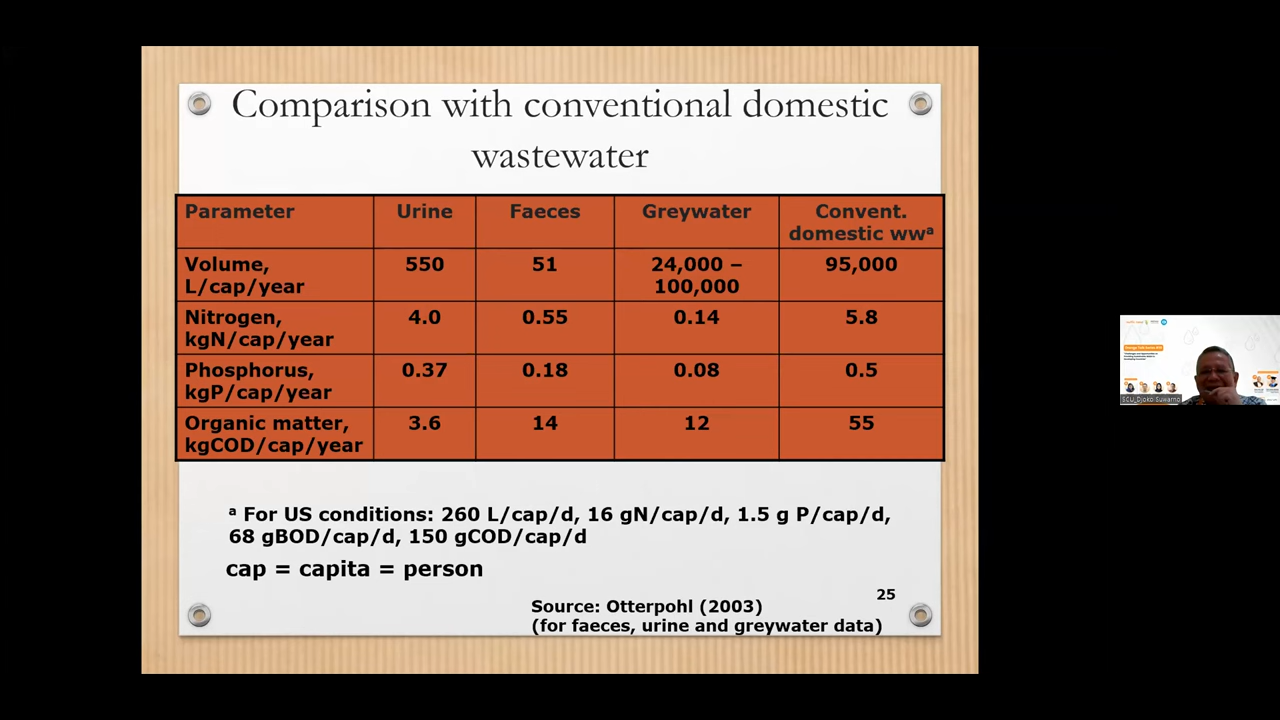 Comparison with conventional domestic
wastewater
Parameter Urine Faeces Greywater Convent. domestic wwᵃ
Volume, L/cap/year 550 51 24,000 – 100,000 95,000
Nitrogen, kgN/cap/year 4.0 0.55 0.14 5.8
Phosphorus, kgP/cap/year 0.37 0.18 0.08 0.5
Organic matter, kgCOD/cap/year 3.6 14 12 55
ᵃ For US conditions: 260 L/cap/d, 16 gN/cap/d, 1.5 g P/cap/d,
68 gBOD/cap/d, 150 gCOD/cap/d
cap = capita = person
25
Source: Otterpohl (2003)
(for faeces, urine and greywater data)
SCU_Djoko Suwarno